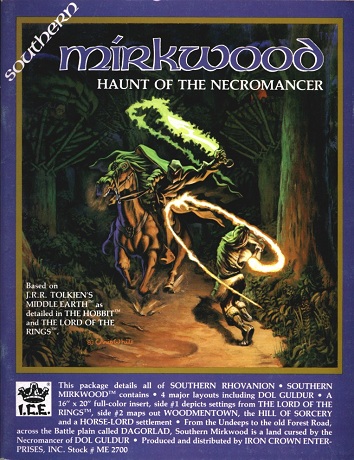 southern
mirkwood
HAUNT OF THE NECROMANCER
Based on
J.R.R. TOLKIEN'S
MIDDLE EARTH™ as
detailed in THE HOBBIT™
and THE LORD OF THE
RINGS™.
I.C.E.
This package details all of SOUTHERN RHOVANION • SOUTHERN
MIRKWOOD™ contains • 4 major layouts including DOL GULDUR • A
16" x 20" full-color insert, side #1 depicts settings from THE LORD OF THE
RINGS™, side #2 maps out WOODMENTOWN, the HILL OF SORCERY
and a HORSE-LORD settlement • From the Undeeps to the old Forest Road,
across the Battle plain called DAGORLAD, Southern Mirkwood is a land cursed by the
Necromancer of DOL GULDUR • Produced and distributed by IRON CROWN ENTER-
PRISES, INC. Stock # ME 2700